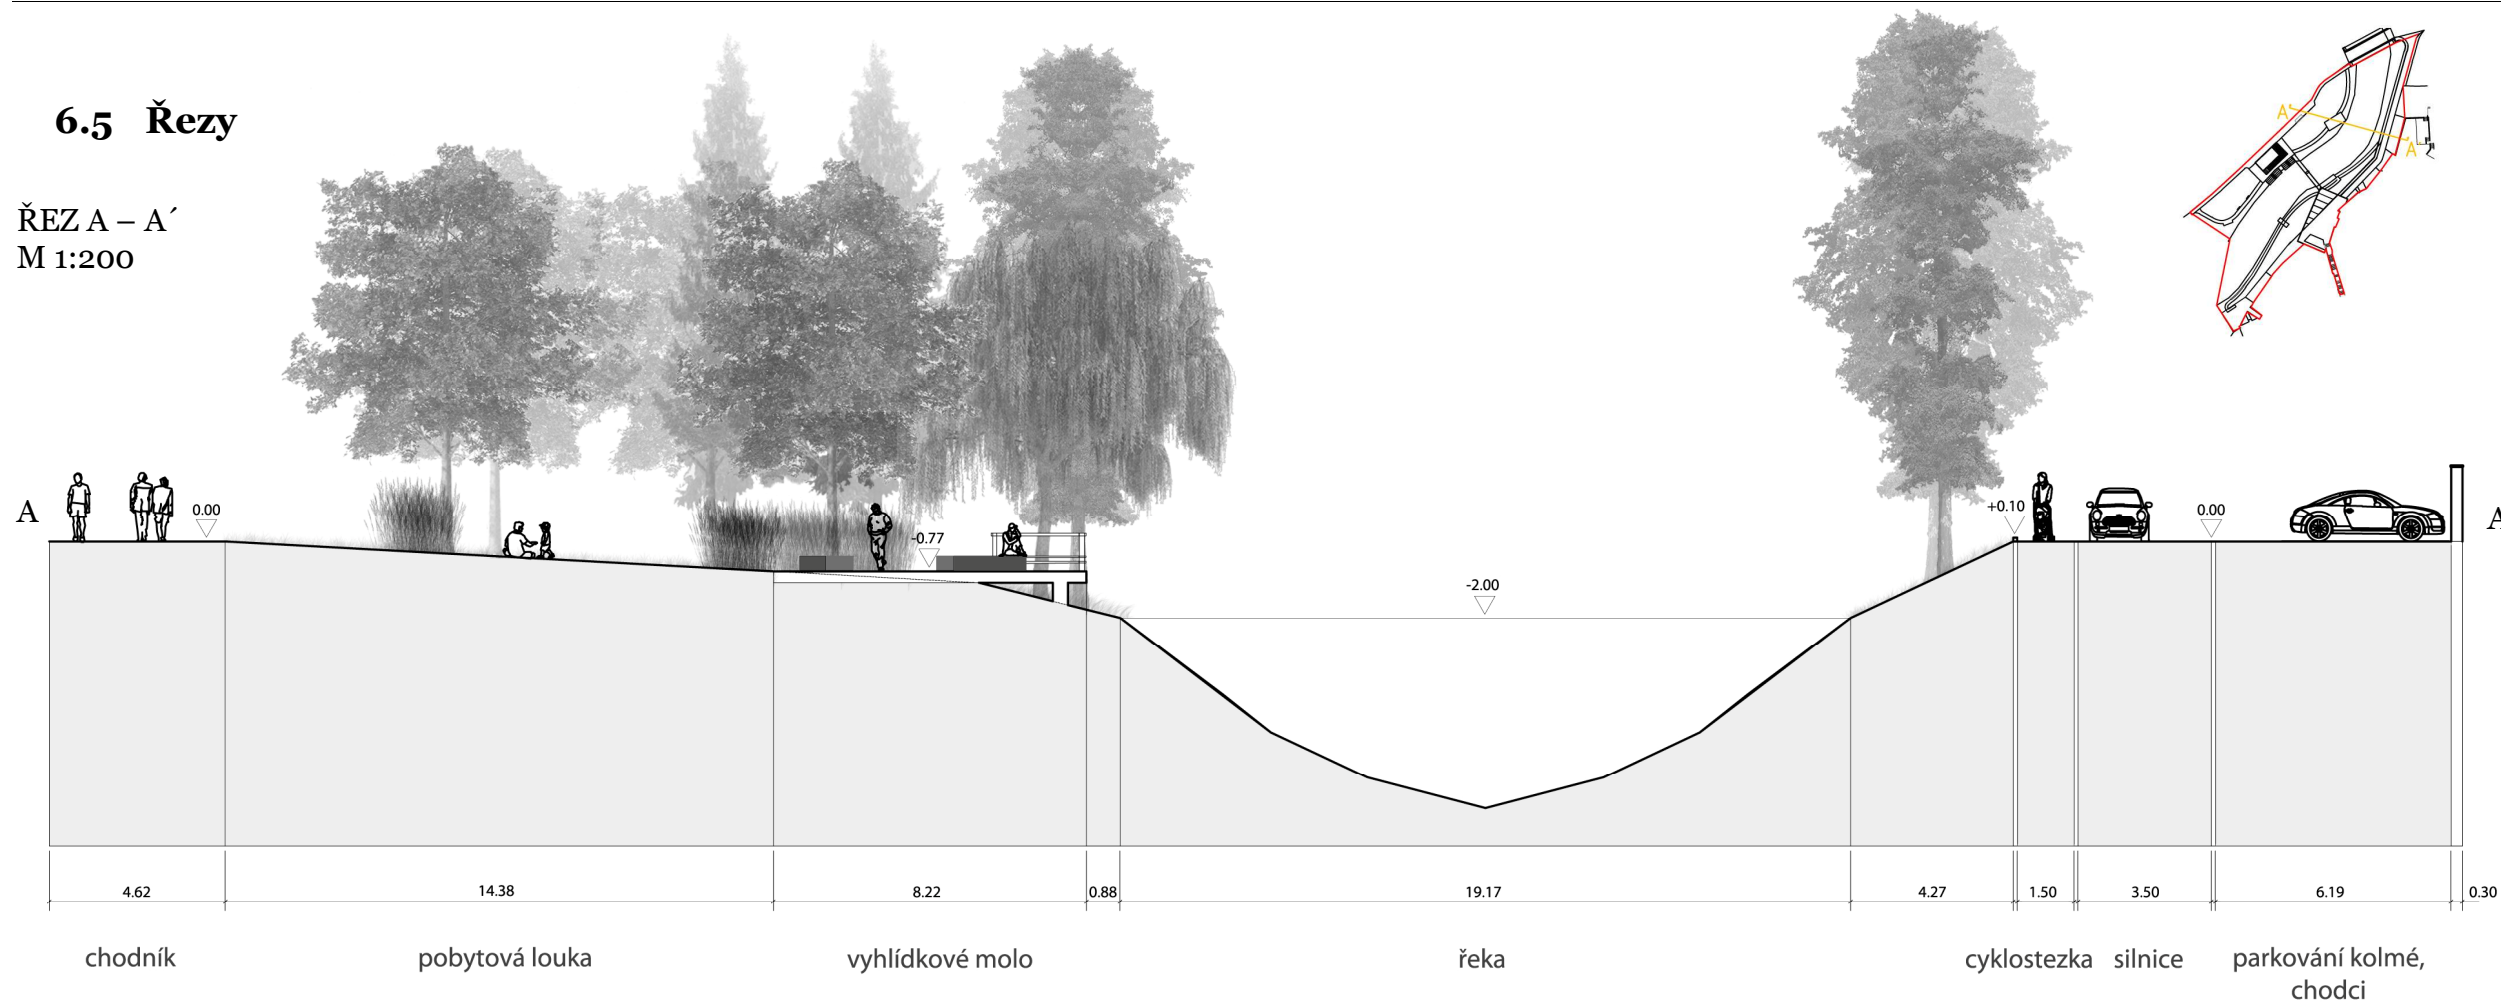 6.5 Řezy
ŘEZ A – A´
M 1:200
A
A
A
0.00
-0.77
-2.00
+0.10
0.00
A
4.62
14.38
8.22
0.88
19.17
4.27
1.50
3.50
6.19
0.30
chodník
pobytová louka
vyhlídkové molo
řeka
cyklostezka
silnice
parkování kolmé,
chodci